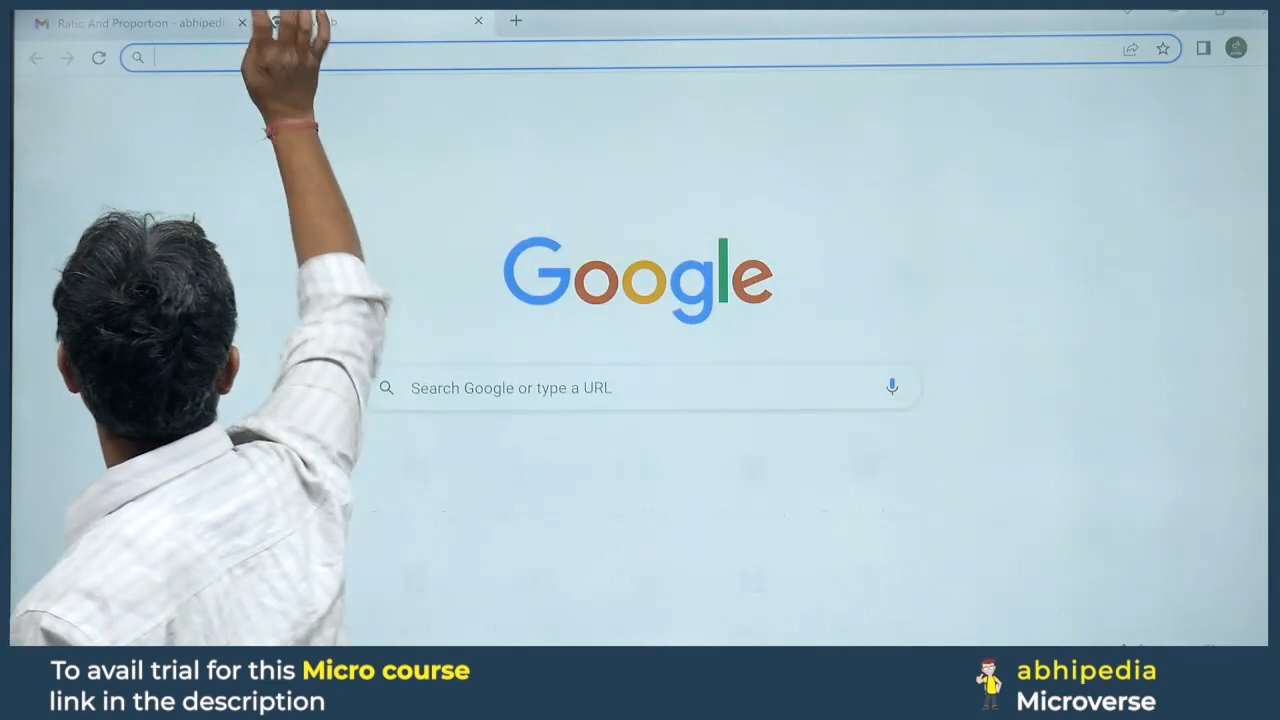 Ratio And Proportion - abhipedi
Google
Search Google or type a URL
To avail trial for this Micro course
link in the description
abhipedia
Microverse